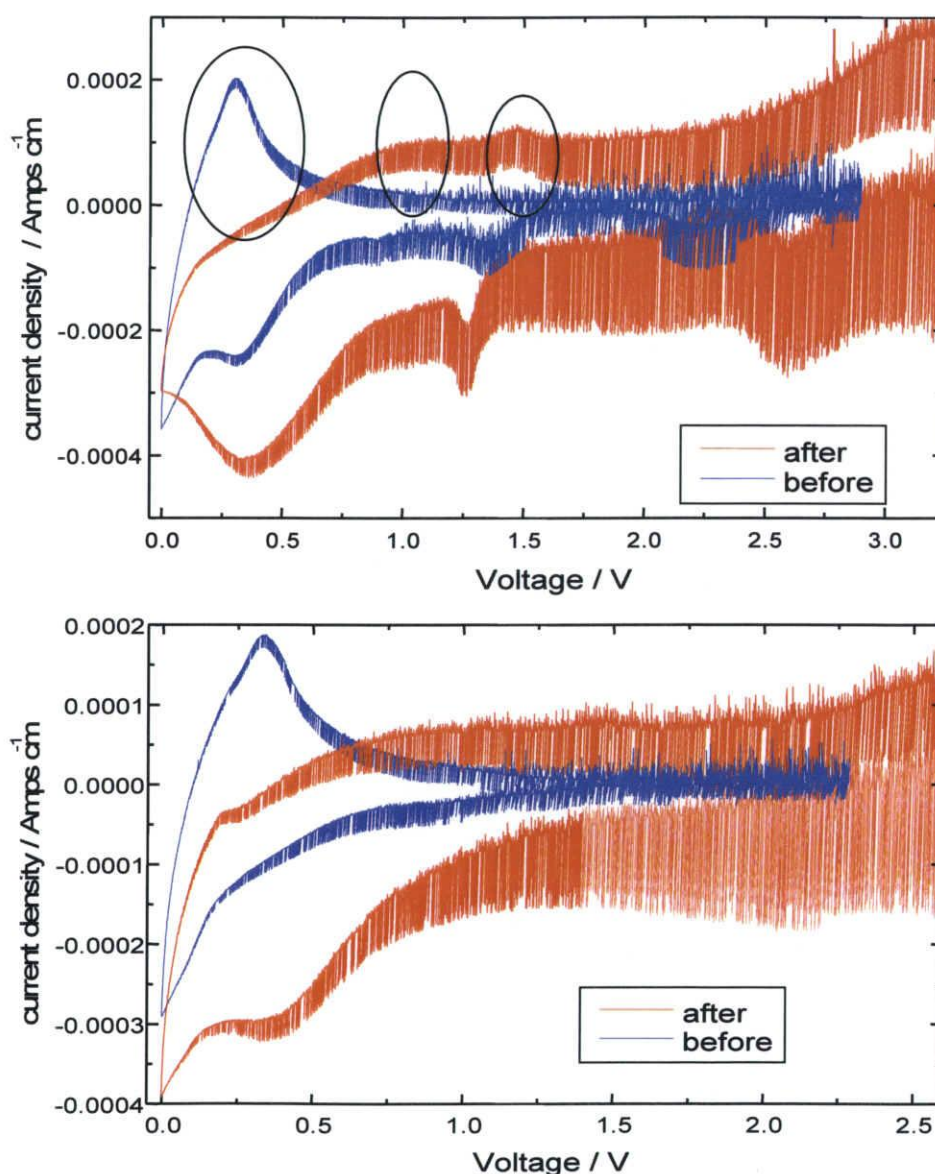 current density / Amps cm⁻¹
0.0002
0.0000
-0.0002
-0.0004
after
before
0.0 0.5 1.0 1.5 2.0 2.5 3.0
Voltage / V
current density / Amps cm⁻¹
0.0002
0.0001
0.0000
-0.0001
-0.0002
-0.0003
-0.0004
after
before
0.0 0.5 1.0 1.5 2.0 2.5
Voltage / V